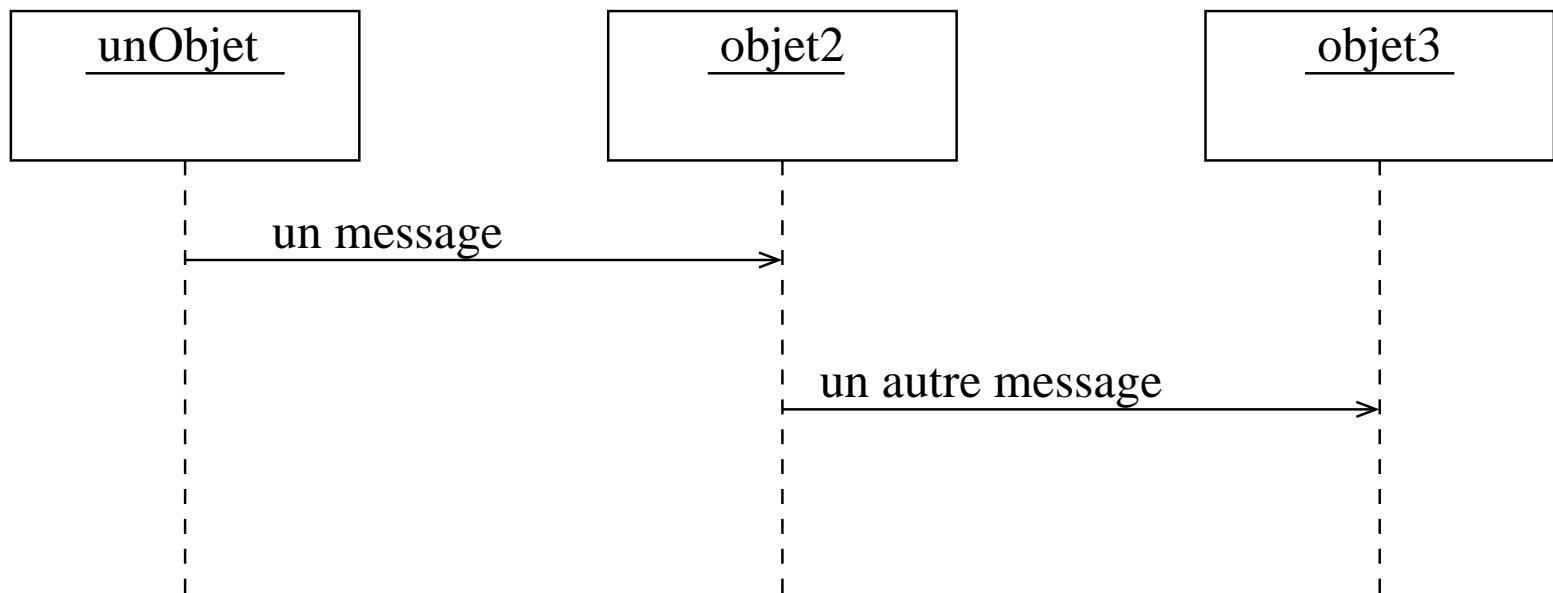 unObjet
objet2
objet3
un message
un autre message